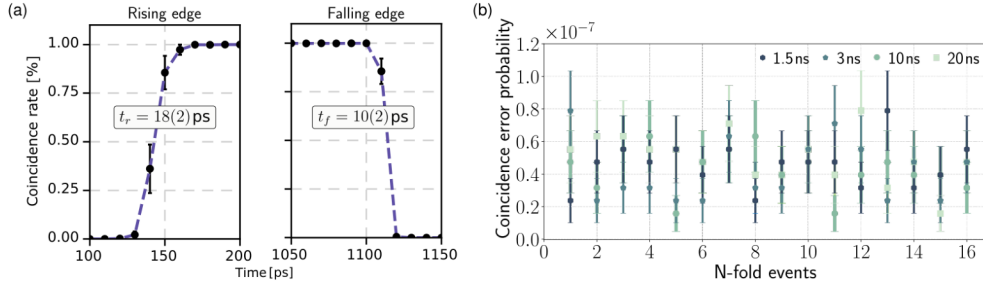 (a)
Rising edge
Falling edge
Coincidence rate [%]
1.00
0.75
0.50
0.25
0.00
t_r = 18(2) ps
t_f = 10(2) ps
100
150
200
1050
1100
1150
Time [ps]
(b)
×10⁻⁷
Coincidence error probability
1.2
1.0
0.8
0.6
0.4
0.2
0.0
1.5 ns 3 ns 10 ns 20 ns
0 2 4 6 8 10 12 14 16
N-fold events